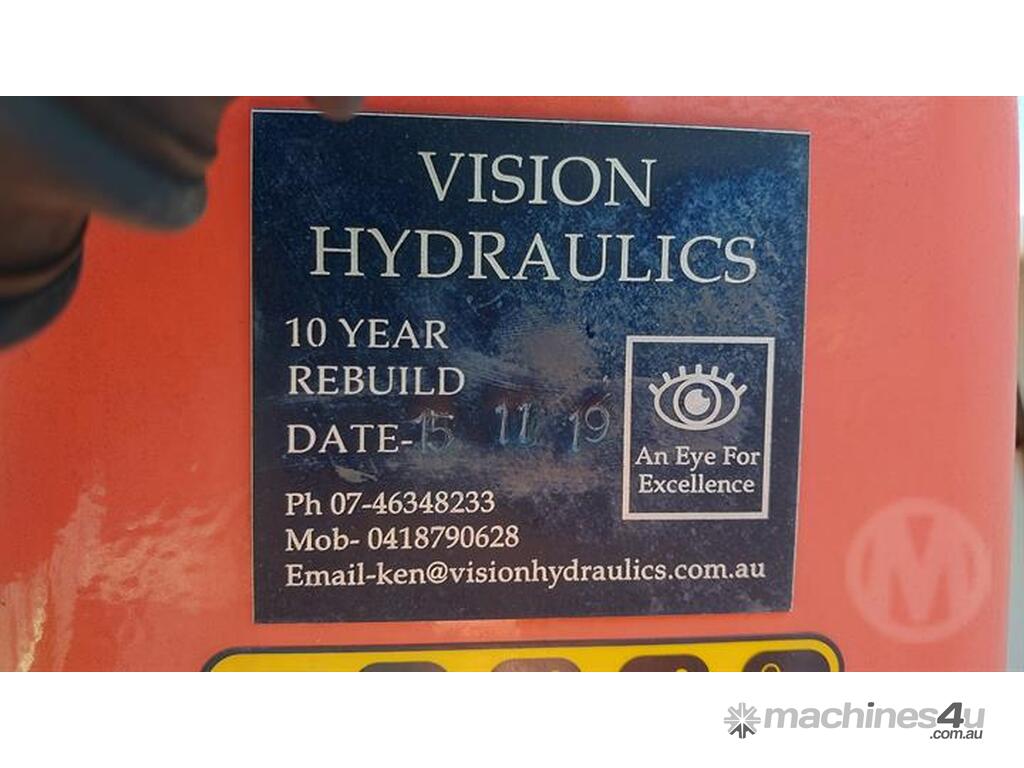 VISION
HYDRAULICS
10 YEAR
REBUILD
DATE-15 11 19
An Eye For
Excellence
Ph 07-46348233
Mob- 0418790628
Email-ken@visionhydraulics.com.au
M
machines4u
.com.au